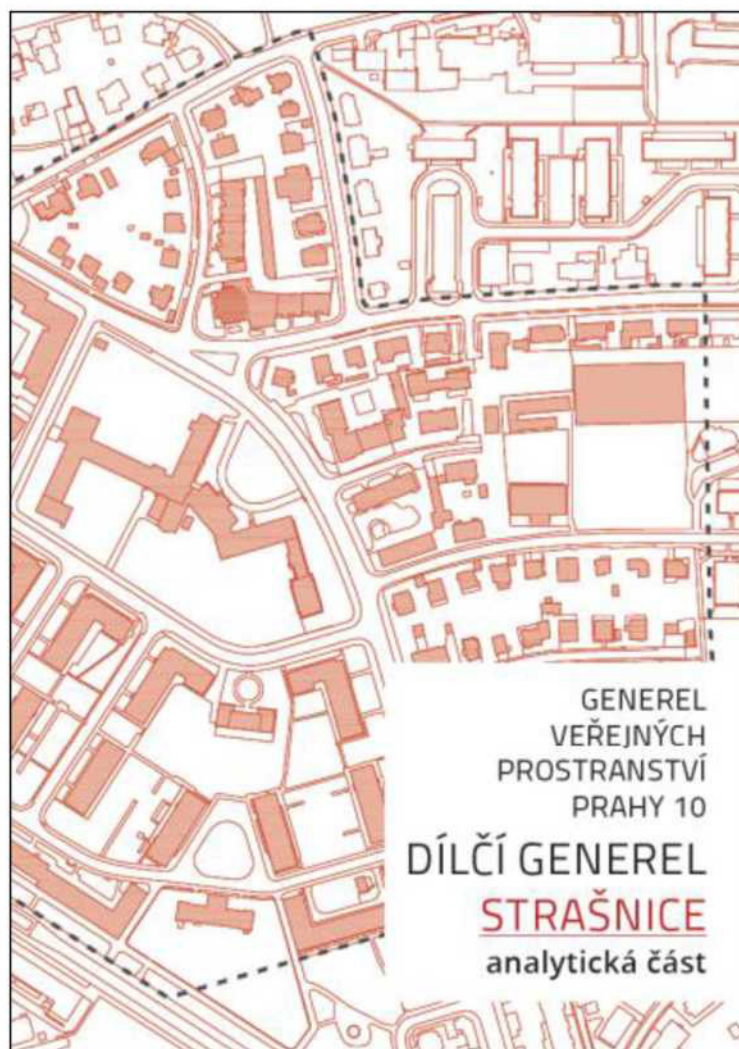 GENEREL
VEŘEJNÝCH
PROSTRANSTVÍ
PRAHY 10
DÍLČÍ GENEREL
STRAŠNICE
analytická část